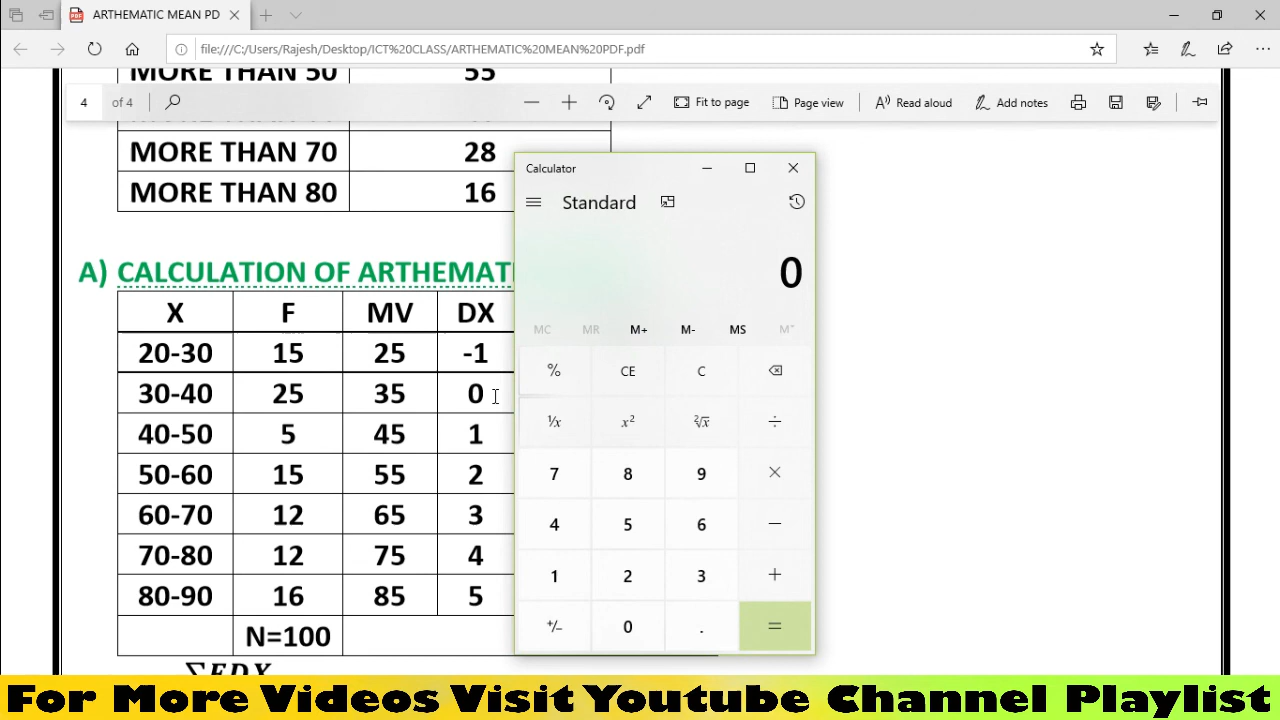 ARTHEMATIC MEAN PD
file:///C:/Users/Rajesh/Desktop/ICT%20CLASS/ARTHEMATIC%20MEAN%20PDF.pdf
4 of 4 Fit to page Page view Read aloud Add notes
MORE THAN 50 55
MORE THAN 70 28
MORE THAN 80 16
A) CALCULATION OF ARTHEMATI
X F MV DX
20-30 15 25 -1
30-40 25 35 0
40-50 5 45 1
50-60 15 55 2
60-70 12 65 3
70-80 12 75 4
80-90 16 85 5
N=100
∑FDX
Calculator
Standard
0
MC MR M+ M- MS M˅
% CE C
⅟x x² ²√x ÷
7 8 9 ×
4 5 6 −
1 2 3 +
+/− 0 . =
For More Videos Visit Youtube Channel Playlist